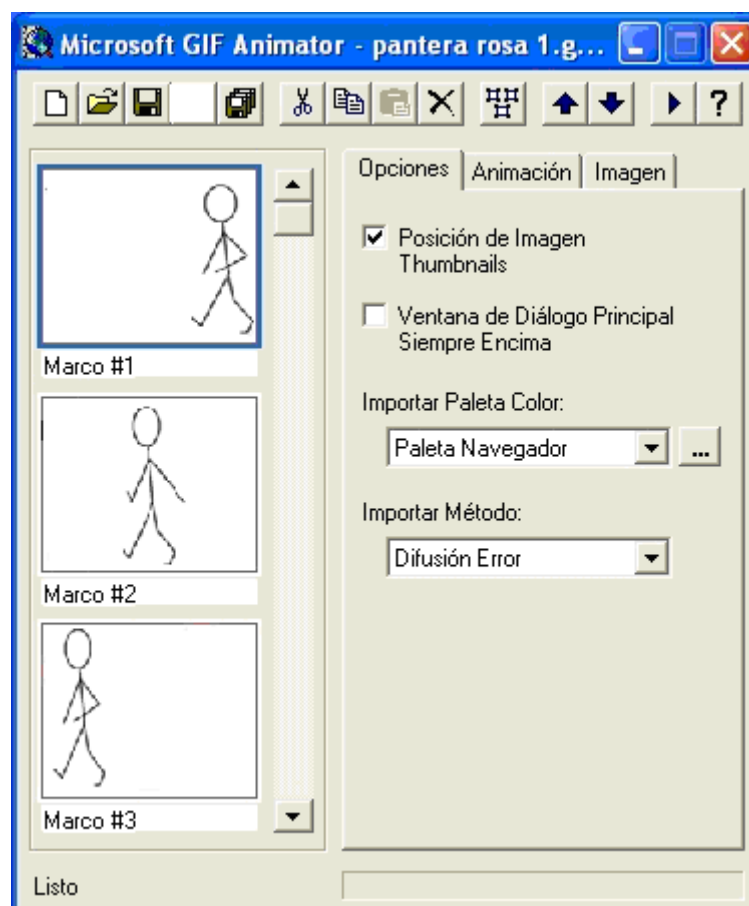 Microsoft GIF Animator - pantera rosa 1.g...
?
Opciones Animación Imagen
Posición de Imagen
Thumbnails
Ventana de Diálogo Principal
Siempre Encima
Importar Paleta Color:
Paleta Navegador ...
Importar Método:
Difusión Error
Marco #1
Marco #2
Marco #3
Listo